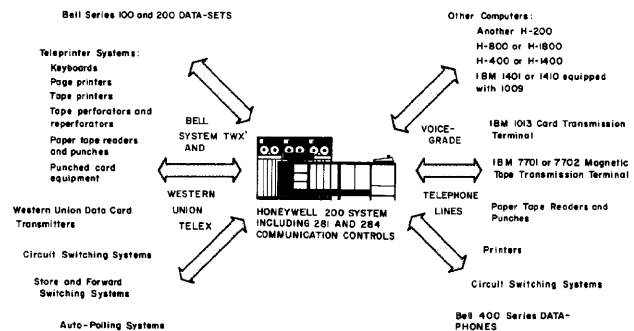 Bell Series 100 and 200 DATA-SETS
Teleprinter Systems:
Keyboards
Page printers
Tape printers
Tape perforators and
reperforators
Paper tape readers
and punches
Punched card
equipment
Western Union Data Card
Transmitters
Circuit Switching Systems
Store and Forward
Switching Systems
Auto-Polling Systems
BELL
SYSTEM TWX'
AND
WESTERN
UNION
TELEX
HONEYWELL 200 SYSTEM
INCLUDING 281 AND 284
COMMUNICATION CONTROLS
VOICE-
GRADE
TELEPHONE
LINES
Other Computers:
Another H-200
H-800 or H-1800
H-400 or H-1400
IBM 1401 or 1410 equipped
with 1009
IBM 1013 Card Transmission
Terminal
IBM 7701 or 7702 Magnetic
Tape Transmission Terminal
Paper Tape Readers and
Punches
Printers
Circuit Switching Systems
Bell 400 Series DATA-
PHONES